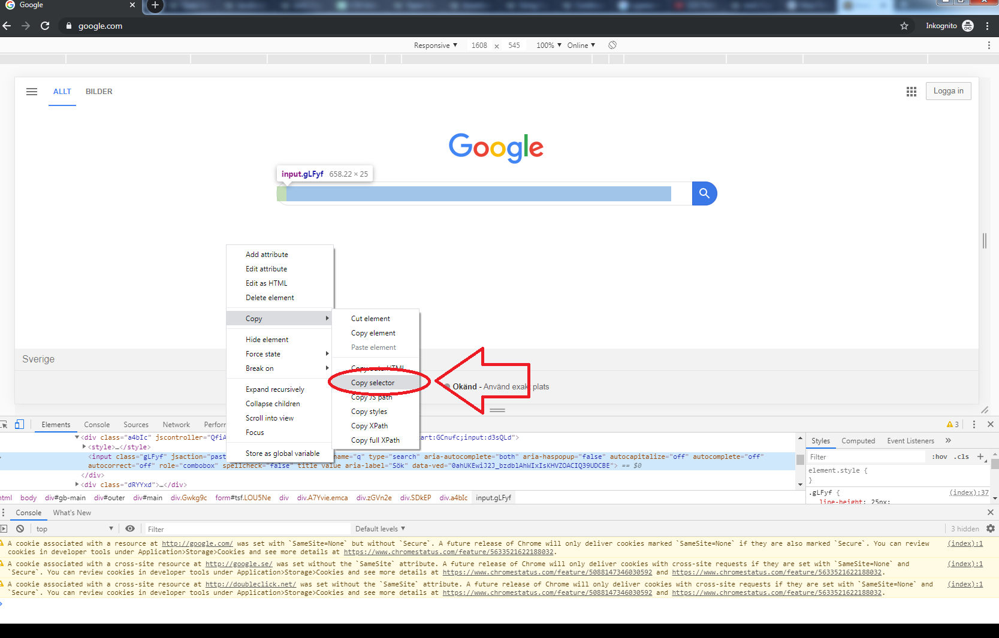 Google
google.com
Inkognito
Responsive ▼ 1608 × 545 100% ▼ Online ▼
ALLT BILDER
Logga in
Google
input.gLFyf 658.22 × 25
Add attribute
Edit attribute
Edit as HTML
Delete element
Copy
Hide element
Force state
Break on
Expand recursively
Collapse children
Scroll into view
Focus
Store as global variable
Cut element
Copy element
Paste element
Copy outerHTML
Copy selector
Copy JS path
Copy styles
Copy XPath
Copy full XPath
Sverige
Okänd - Använd exakt plats
Elements Console Sources Network Perforr
3
<div class="a4bIc" jscontroller="QfiA art:GCnufc;input:d3sQLd">
<style>…</style>
<input class="gLFyf" jsaction="past name="q" type="search" aria-autocomplete="both" aria-haspopup="false" autocapitalize="off" autocomplete="off"
autocorrect="off" role="combobox" spellcheck="false" title value aria-label="Sök" data-ved="0ahUKEwiJ2J_bzdblAhWIxIsKHVZOACIQ39UDCBE"> == $0
</div>
<div class="dRYYxd">…</div>
html body div#gb-main div#outer div#main div.Gwkg9c form#tsf.LOU5Ne div div.A7Yvie.emca div.zGVn2e div.SDkEP div.a4bIc input.gLFyf
Styles Computed Event Listeners »
Filter :hov .cls +
element.style {
}
.gLFyf { (index):37
line-height: 25px;
Console What's New
top ▼ Filter Default levels ▼ 3 hidden
A cookie associated with a resource at http://google.com/ was set with `SameSite=None` but without `Secure`. A future release of Chrome will only deliver cookies marked `SameSite=None` if they are also marked `Secure`. You can review (index):1
cookies in developer tools under Application>Storage>Cookies and see more details at https://www.chromestatus.com/feature/5633521622188032.
A cookie associated with a cross-site resource at http://google.se/ was set without the `SameSite` attribute. A future release of Chrome will only deliver cookies with cross-site requests if they are set with `SameSite=None` and (index):1
`Secure`. You can review cookies in developer tools under Application>Storage>Cookies and see more details at https://www.chromestatus.com/feature/5088147346030592 and https://www.chromestatus.com/feature/5633521622188032.
A cookie associated with a cross-site resource at http://doubleclick.net/ was set without the `SameSite` attribute. A future release of Chrome will only deliver cookies with cross-site requests if they are set with `SameSite=None` and (index):1
`Secure`. You can review cookies in developer tools under Application>Storage>Cookies and see more details at https://www.chromestatus.com/feature/5088147346030592 and https://www.chromestatus.com/feature/5633521622188032.